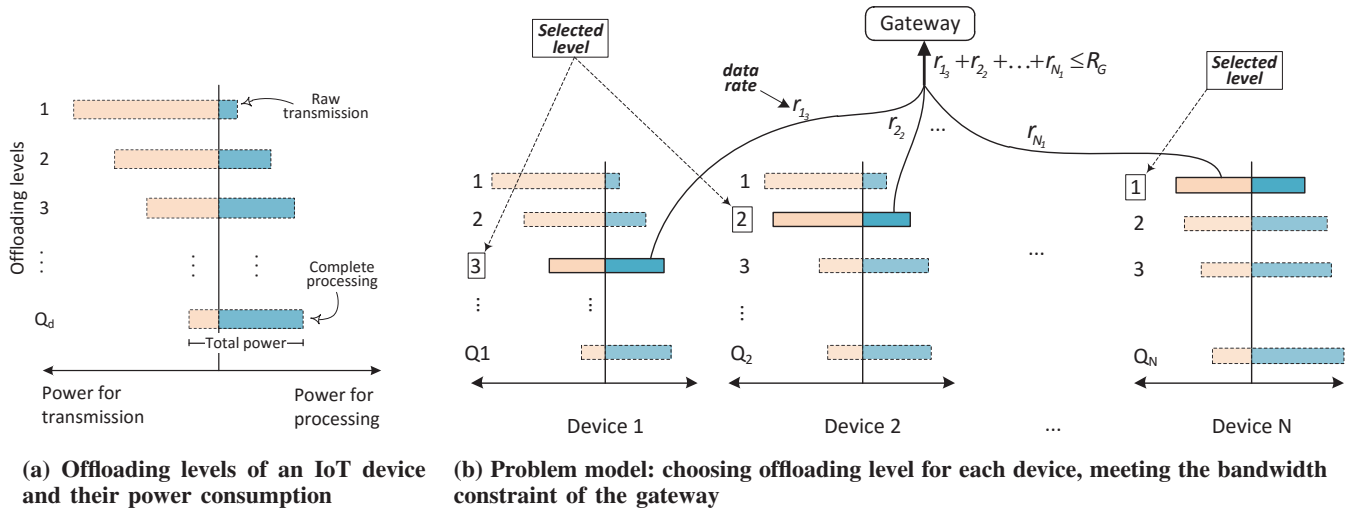 Offloading levels
1
Raw
transmission
2
3
⋮ ⋮ ⋮
Complete
processing
Q_d
Total power
Power for
transmission
Power for
processing
(a) Offloading levels of an IoT device
and their power consumption
Selected
level
Gateway
r_{1_3} + r_{2_2} + ...+ r_{N_1} ≤ R_G
Selected
level
data
rate
r_{1_3}
r_{2_2}
...
r_{N_1}
1
2
3
⋮ ⋮
Q1
Device 1
1
2
3
⋮
Q_2
Device 2
...
...
1
2
3
Q_N
Device N
(b) Problem model: choosing offloading level for each device, meeting the bandwidth
constraint of the gateway